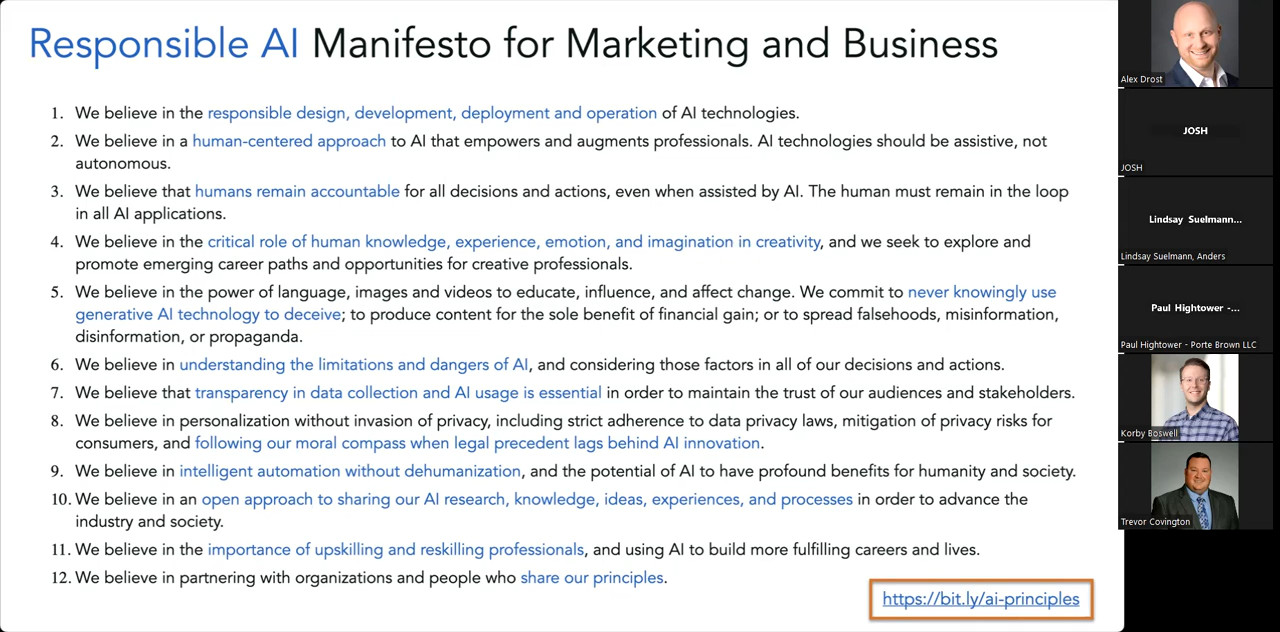 Responsible AI Manifesto for Marketing and Business
1. We believe in the responsible design, development, deployment and operation of AI technologies.
2. We believe in a human-centered approach to AI that empowers and augments professionals. AI technologies should be assistive, not
autonomous.
3. We believe that humans remain accountable for all decisions and actions, even when assisted by AI. The human must remain in the loop
in all AI applications.
4. We believe in the critical role of human knowledge, experience, emotion, and imagination in creativity, and we seek to explore and
promote emerging career paths and opportunities for creative professionals.
5. We believe in the power of language, images and videos to educate, influence, and affect change. We commit to never knowingly use
generative AI technology to deceive; to produce content for the sole benefit of financial gain; or to spread falsehoods, misinformation,
disinformation, or propaganda.
6. We believe in understanding the limitations and dangers of AI, and considering those factors in all of our decisions and actions.
7. We believe that transparency in data collection and AI usage is essential in order to maintain the trust of our audiences and stakeholders.
8. We believe in personalization without invasion of privacy, including strict adherence to data privacy laws, mitigation of privacy risks for
consumers, and following our moral compass when legal precedent lags behind AI innovation.
9. We believe in intelligent automation without dehumanization, and the potential of AI to have profound benefits for humanity and society.
10. We believe in an open approach to sharing our AI research, knowledge, ideas, experiences, and processes in order to advance the
industry and society.
11. We believe in the importance of upskilling and reskilling professionals, and using AI to build more fulfilling careers and lives.
12. We believe in partnering with organizations and people who share our principles.
https://bit.ly/ai-principles
Alex Drost
JOSH
JOSH
Lindsay Suelmann...
Lindsay Suelmann, Anders
Paul Hightower -...
Paul Hightower - Porte Brown LLC
Korby Boswell
Trevor Covington